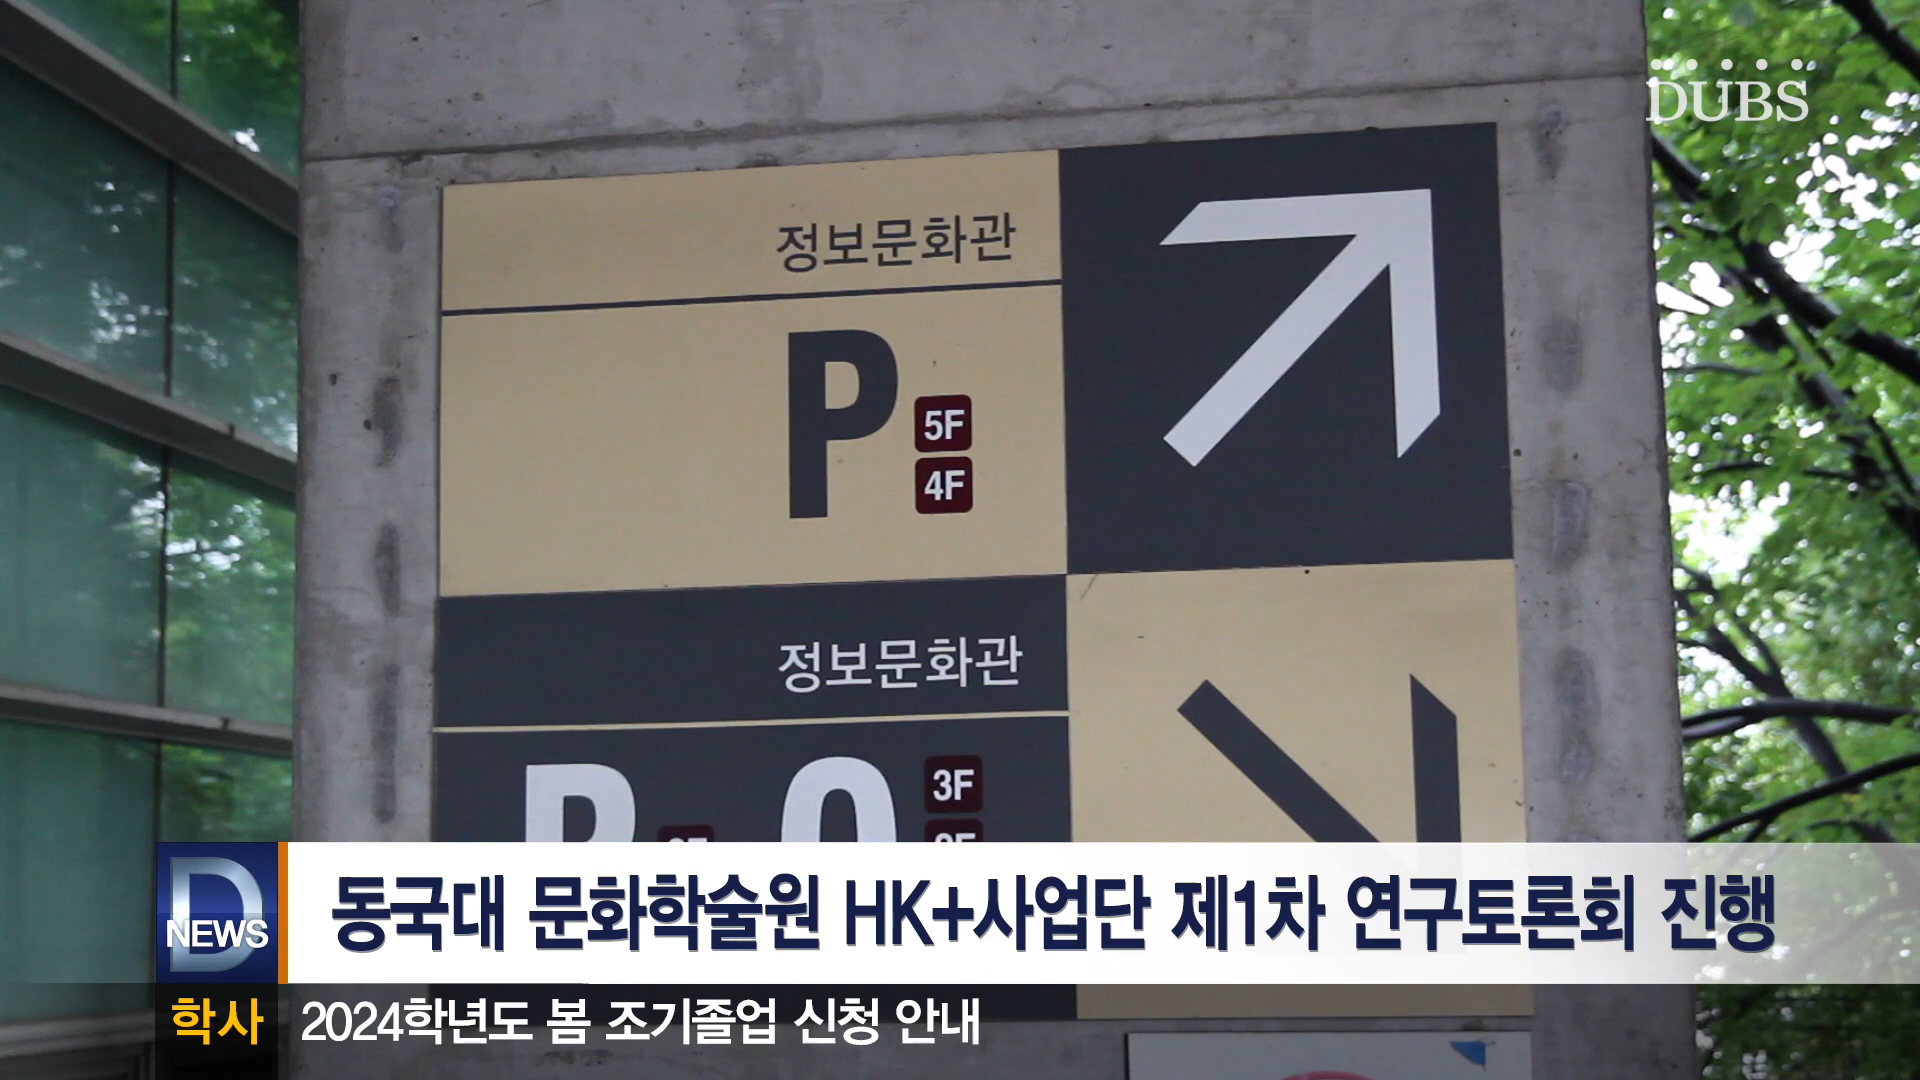 DUBS
정보문화관
P
5F
4F
정보문화관
3F
D
NEWS
동국대 문화학술원 HK+사업단 제1차 연구토론회 진행
학사 2024학년도 봄 조기졸업 신청 안내